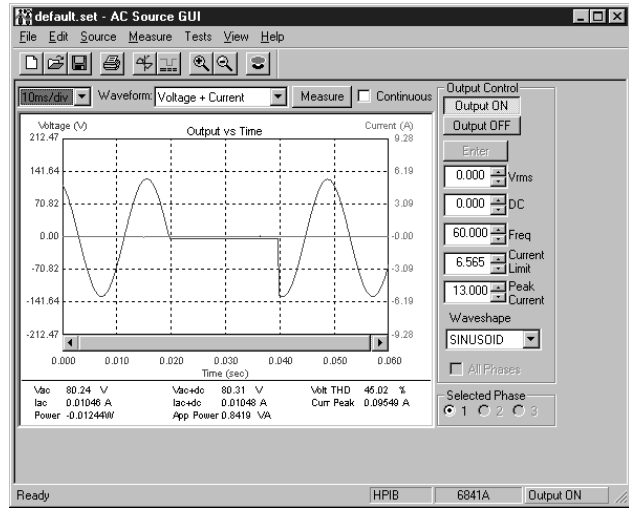 default.set - AC Source GUI
File Edit Source Measure Tests View Help
10ms/div Waveform: Voltage + Current Measure Continuous
Voltage (V) Output vs Time Current (A)
212.47 9.28
141.64 6.19
70.82 3.09
0.00 -0.00
-70.82 -3.09
-141.64 -6.19
-212.47 -9.28
0.000 0.010 0.020 0.030 0.040 0.050 0.060
Time (sec)
Vac 80.24 V Vac+dc 80.31 V Volt THD 45.02 %
Iac 0.01046 A Iac+dc 0.01048 A Curr Peak 0.09549 A
Power -0.01244W App Power 0.8419 VA
Output Control
Output ON
Output OFF
Enter
0.000 Vrms
0.000 DC
60.000 Freq
6.565 Current Limit
13.000 Peak Current
Waveshape
SINUSOID
All Phases
Selected Phase
1 2 3
Ready HPIB 6841A Output ON